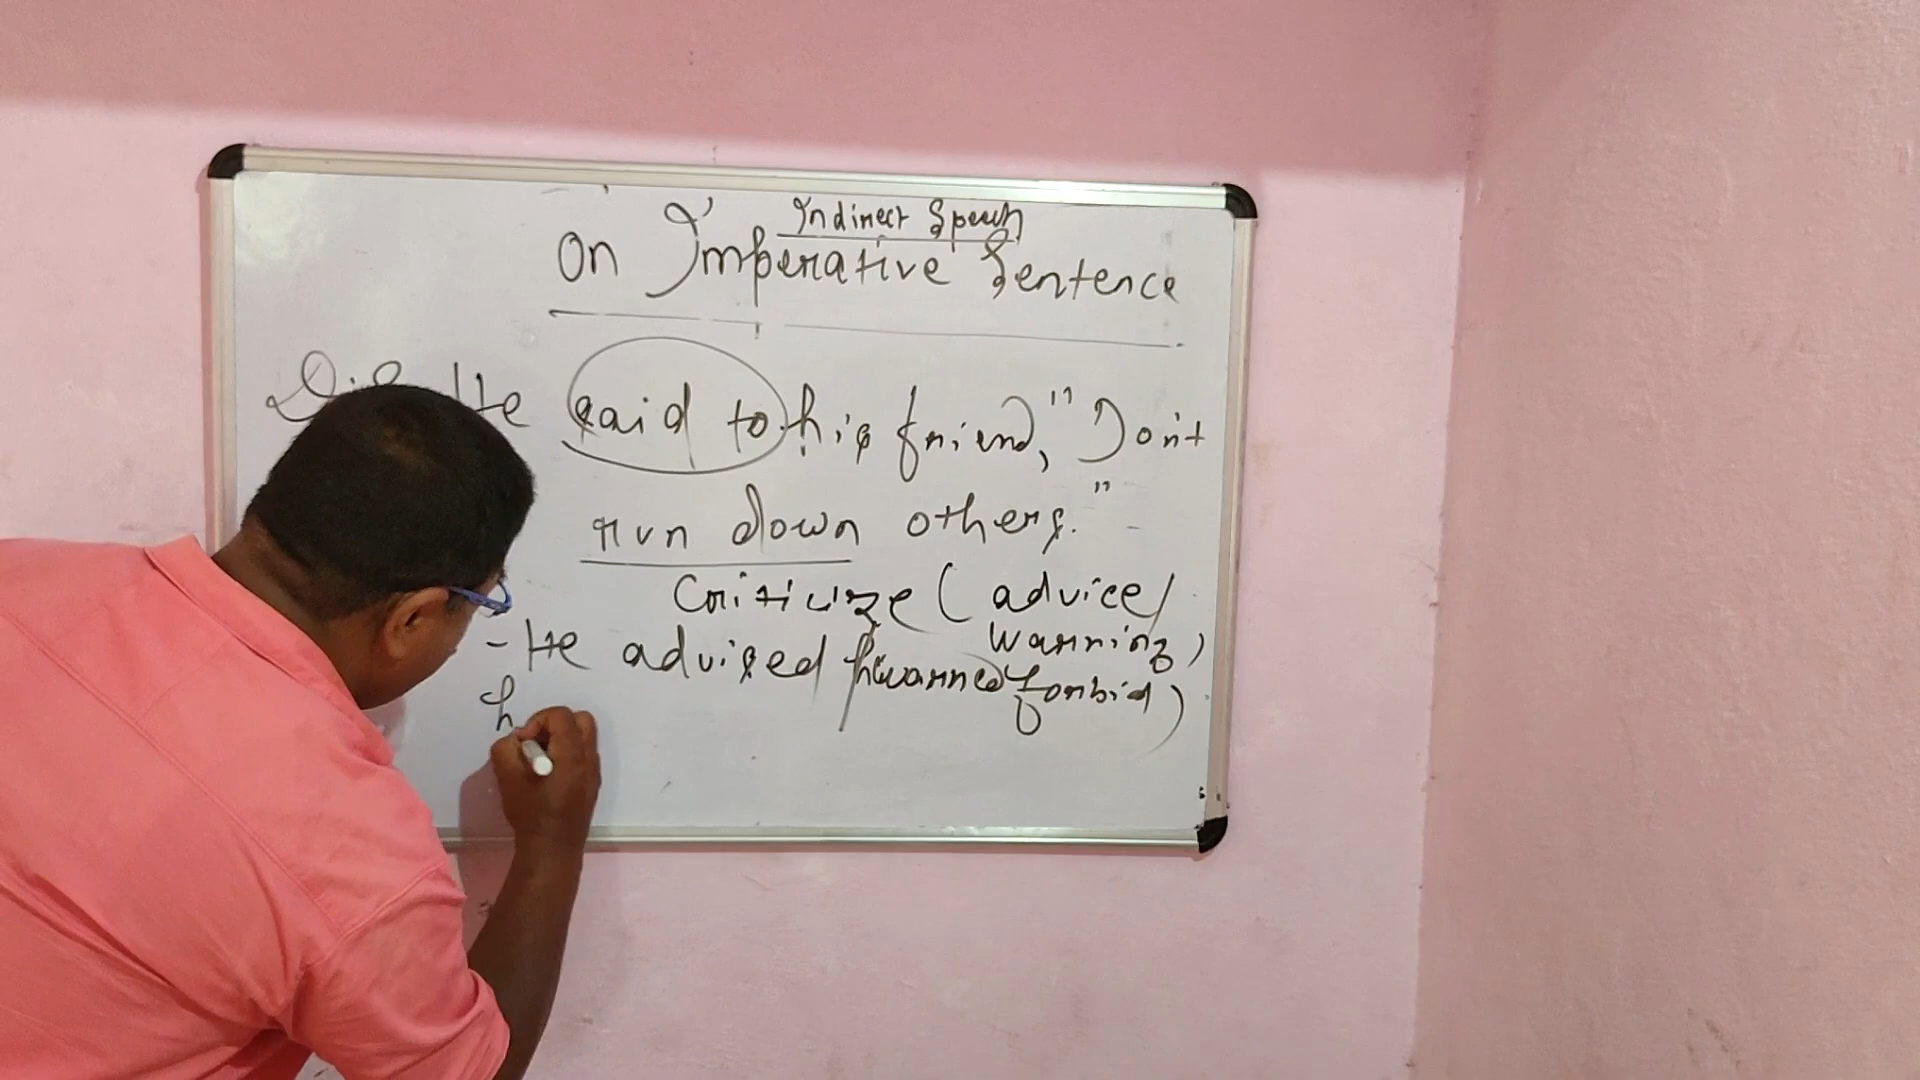 Indirect Speech
on Imperative Sentence
He said to his friend, "Don't
run down others."
Criticize (advice/
warning,
- He advised warned forbid)
h